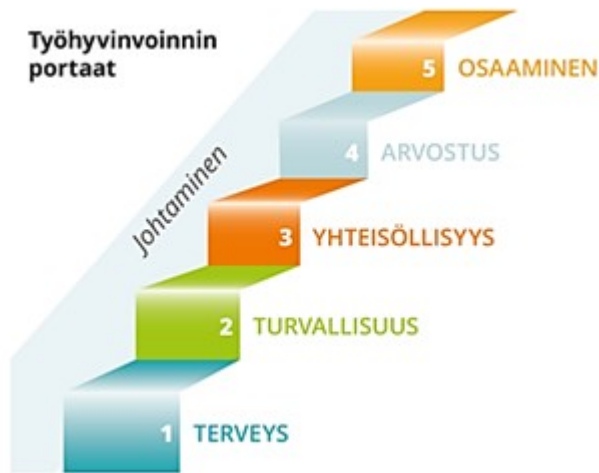 Työhyvinvoinnin
portaat
5 OSAAMINEN
4 ARVOSTUS
Johtaminen
3 YHTEISÖLLISYYS
2 TURVALLISUUS
1 TERVEYS